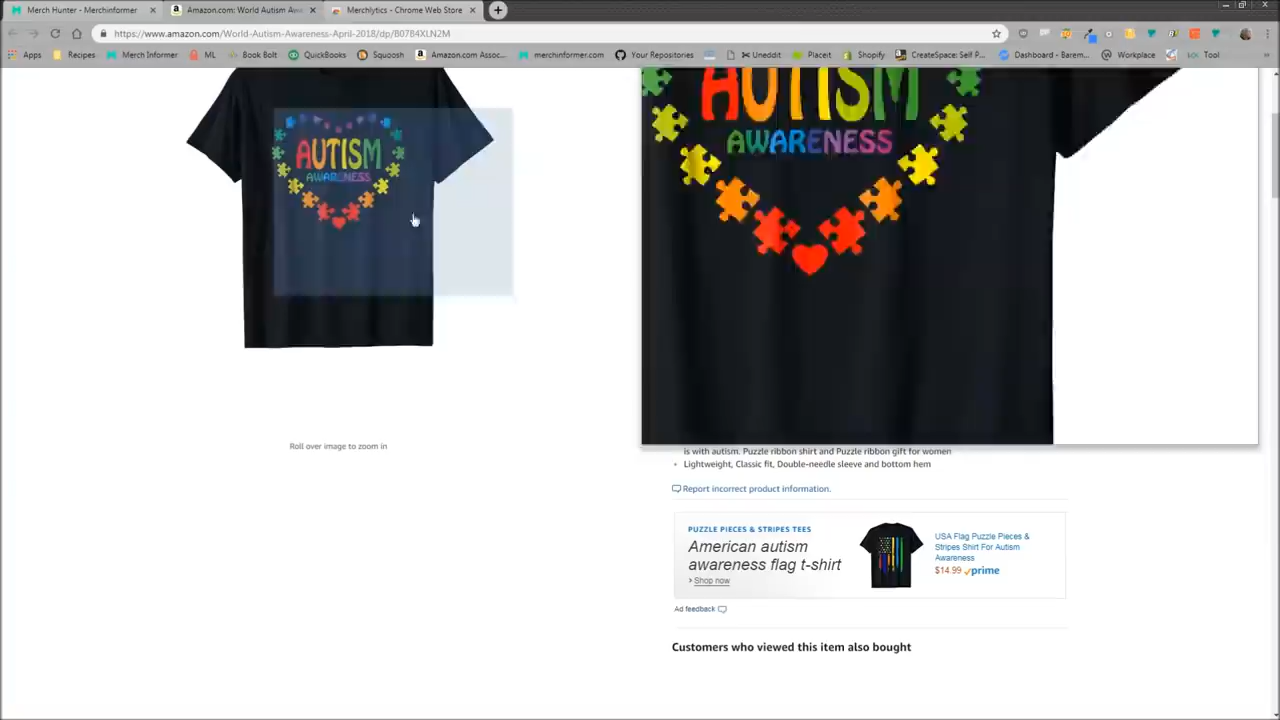 Merch Hunter - Merchinformer
Amazon.com: World Autism Aw
Merchlytics - Chrome Web Store
https://www.amazon.com/World-Autism-Awareness-April-2018/dp/B07B4XLN2M
Apps
Recipes
Merch Informer
ML
Book Bolt
QuickBooks
Squoosh
Amazon.com Assoc...
merchinformer.com
Your Repositories
Uneddit
Placeit
Shopify
CreateSpace: Self P...
Dashboard - Barem...
Workplace
Tool
AUTISM
AWARENESS
AUTISM
AWARENESS
Roll over image to zoom in
is with autism. Puzzle ribbon shirt and Puzzle ribbon gift for women
Lightweight, Classic fit, Double-needle sleeve and bottom hem
Report incorrect product information.
PUZZLE PIECES & STRIPES TEES
American autism
awareness flag t-shirt
Shop now
USA Flag Puzzle Pieces &
Stripes Shirt For Autism
Awareness
$14.99 prime
Ad feedback
Customers who viewed this item also bought